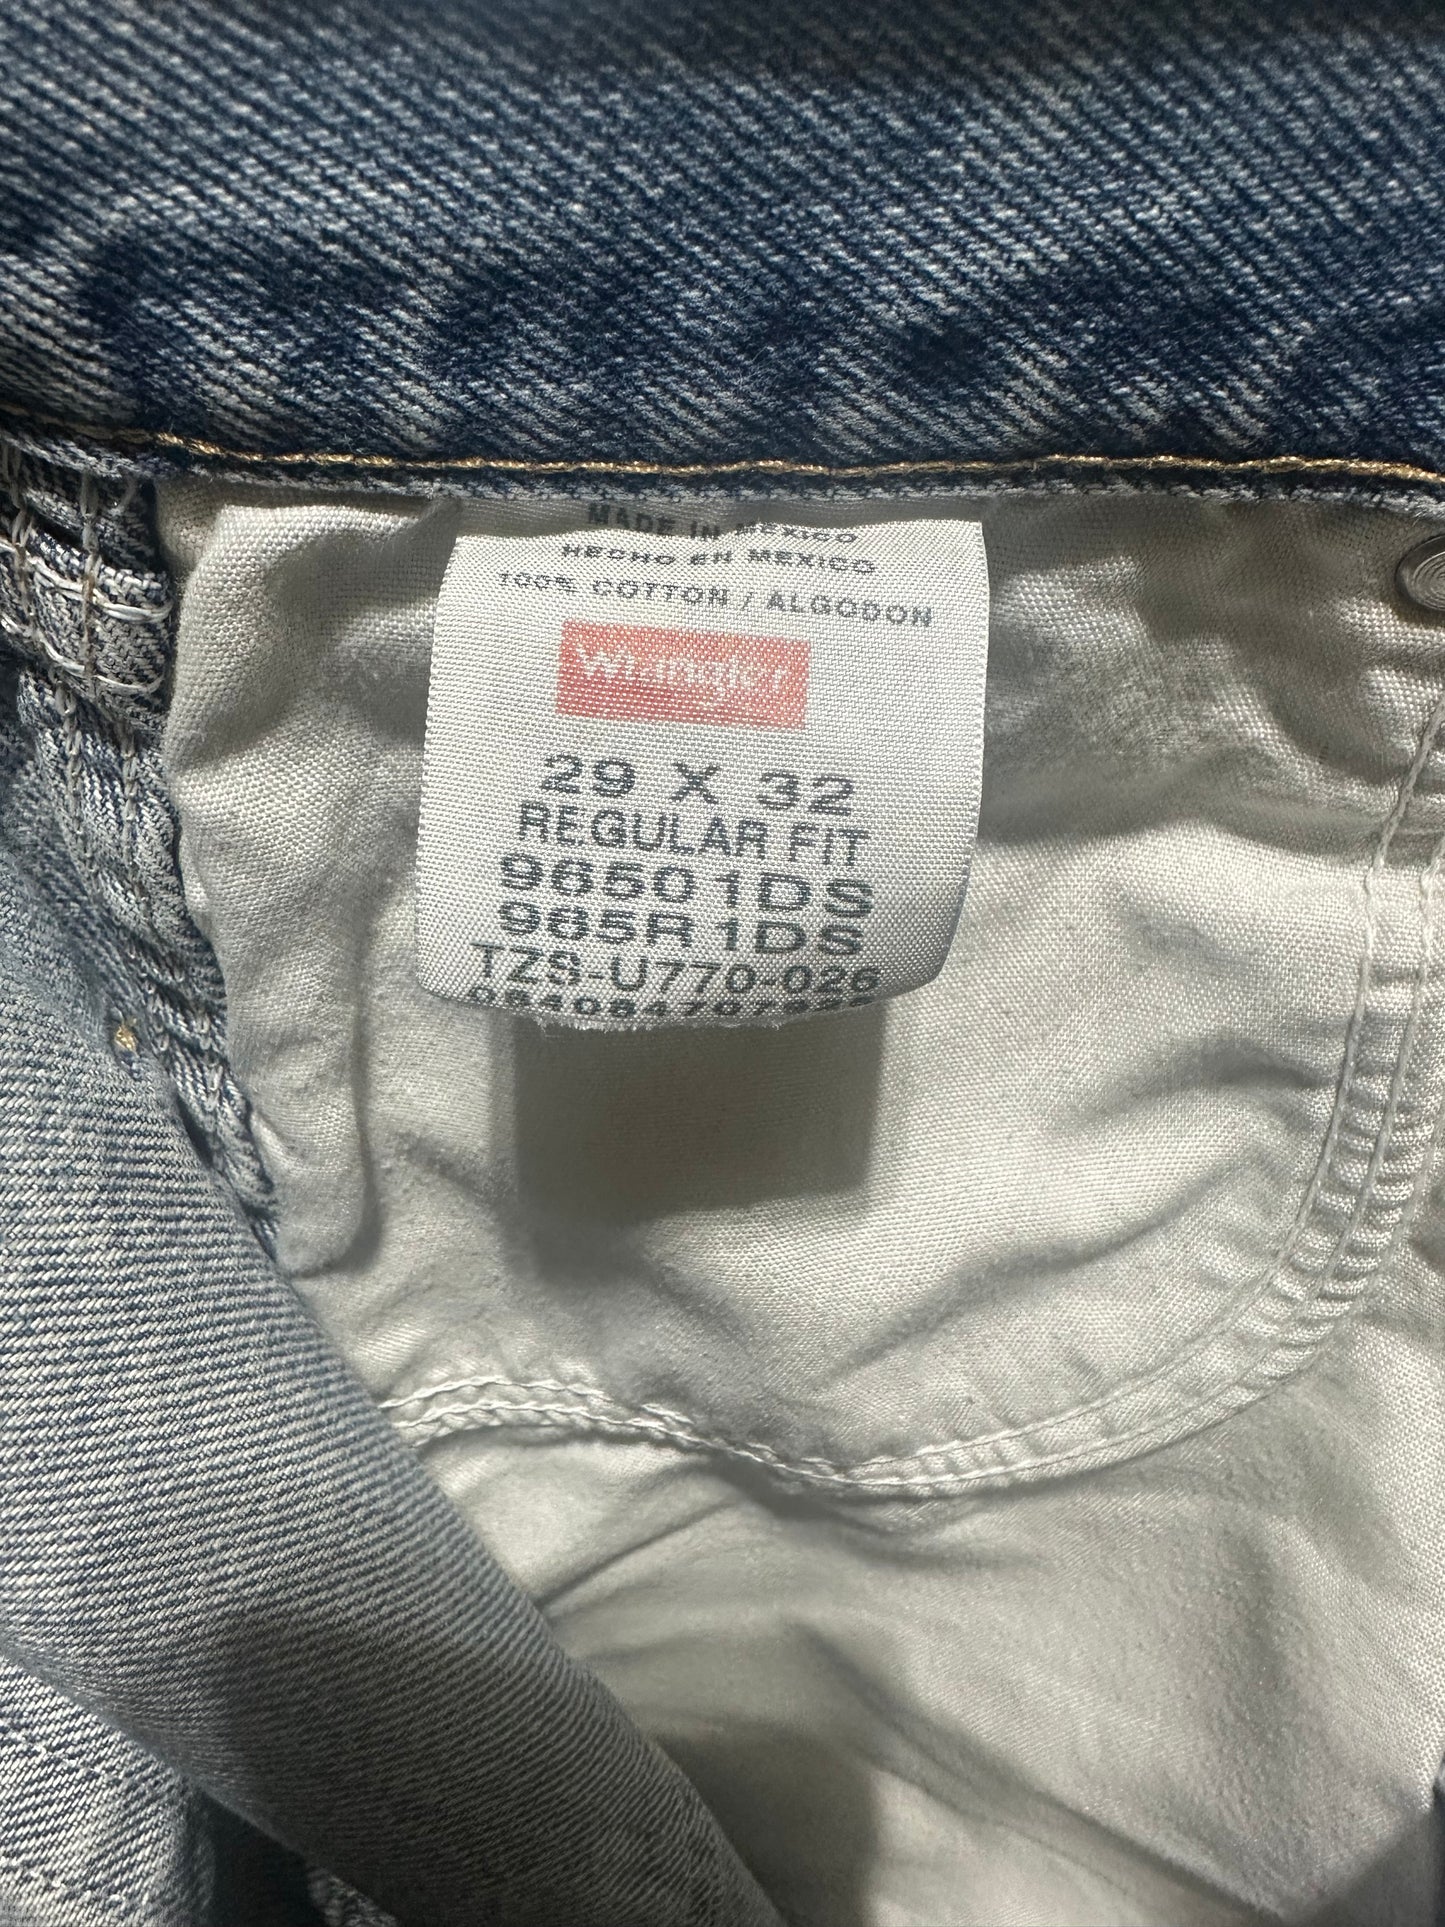 MADE IN MEXICO
HECHO EN MEXICO
100% COTTON / ALGODON
Wrangler
29 X 32
REGULAR FIT
96501DS
965R1DS
TZS-U770-026